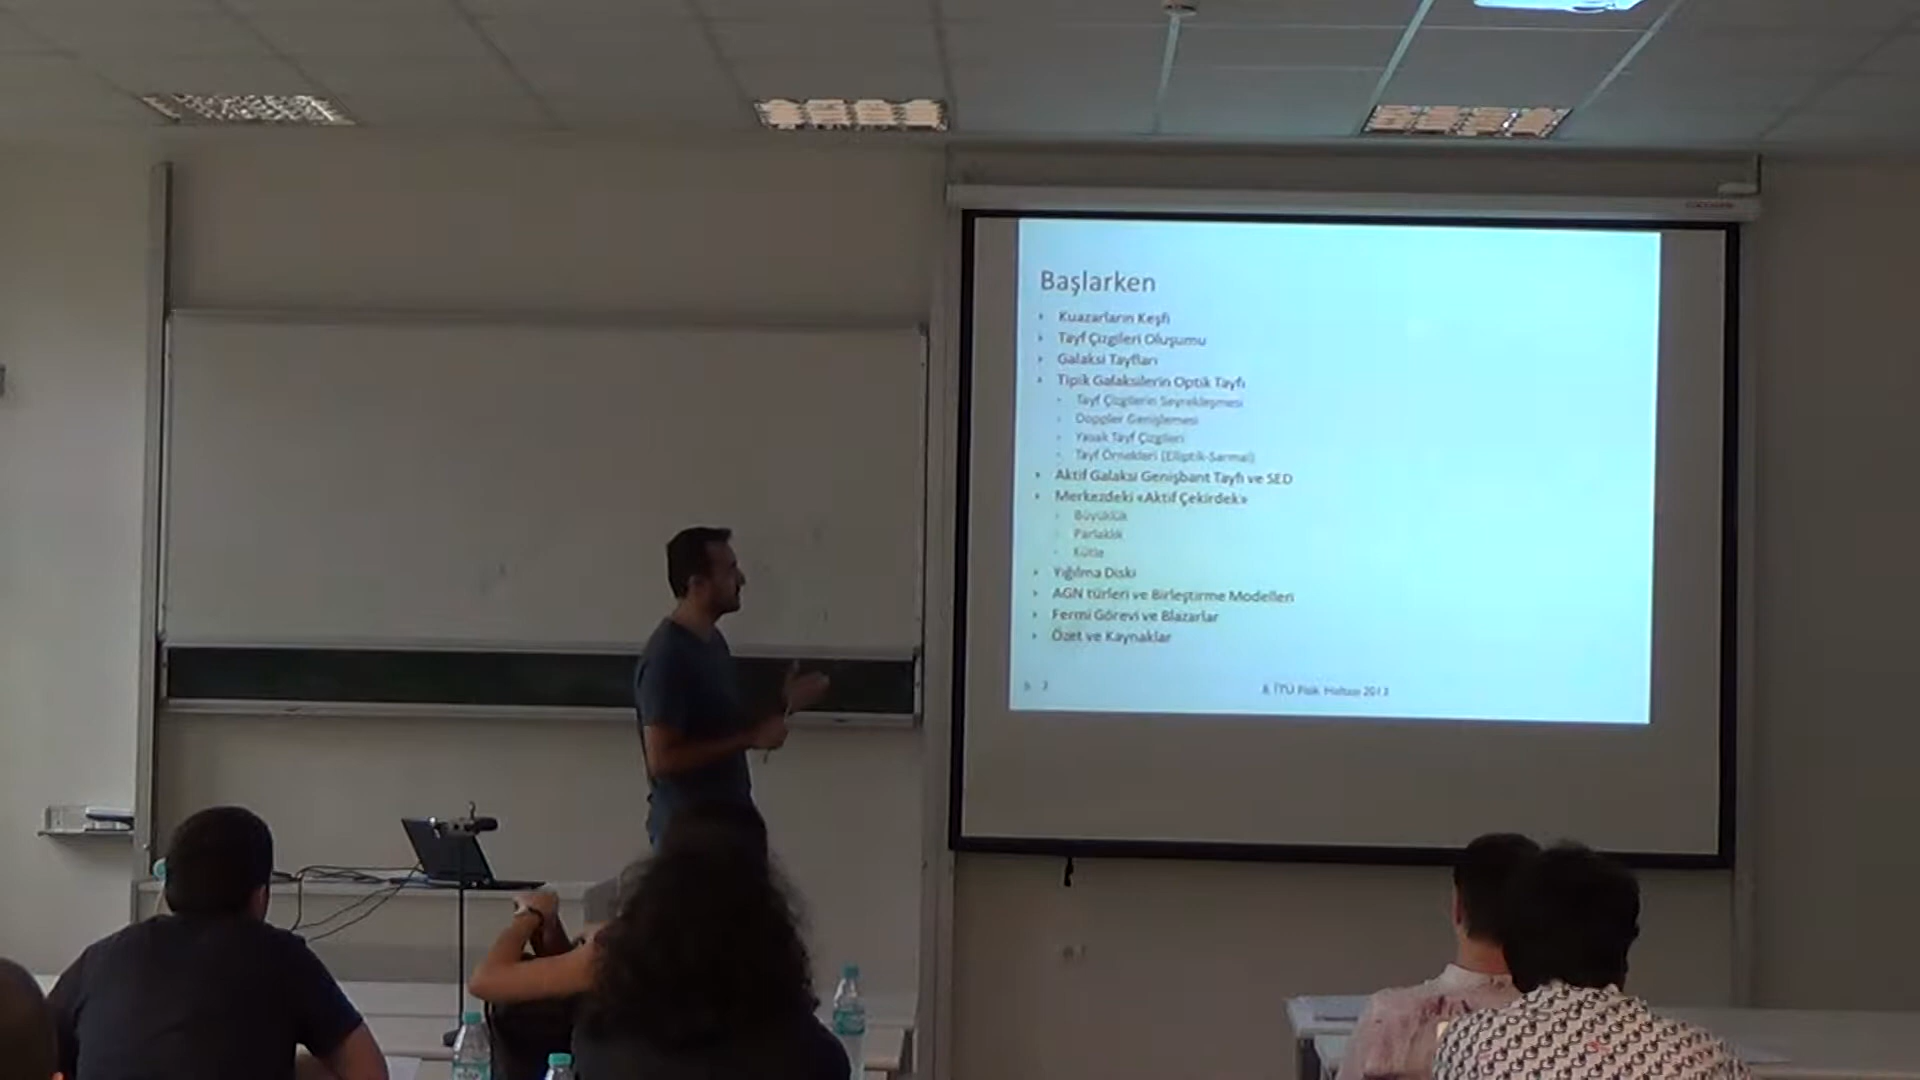 Başlarken
Kuazarların Keşfi
Tayf Çizgileri Oluşumu
Galaksi Tayfları
Tipik Galaksilerin Optik Tayfı
Tayf Çizgilerin Seyrekleşmesi
Doppler Genişlemesi
Yasak Tayf Çizgileri
Tayf Örnekleri (Elliptik-Sarmal)
Aktif Galaksi Genişbant Tayfı ve SED
Merkezdeki «Aktif Çekirdek»
Büyüklük
Parlaklık
Kütle
Yığılma Diski
AGN türleri ve Birleştirme Modelleri
Fermi Görevi ve Blazarlar
Özet ve Kaynaklar
2
İTÜ Fizik Haftası 2013